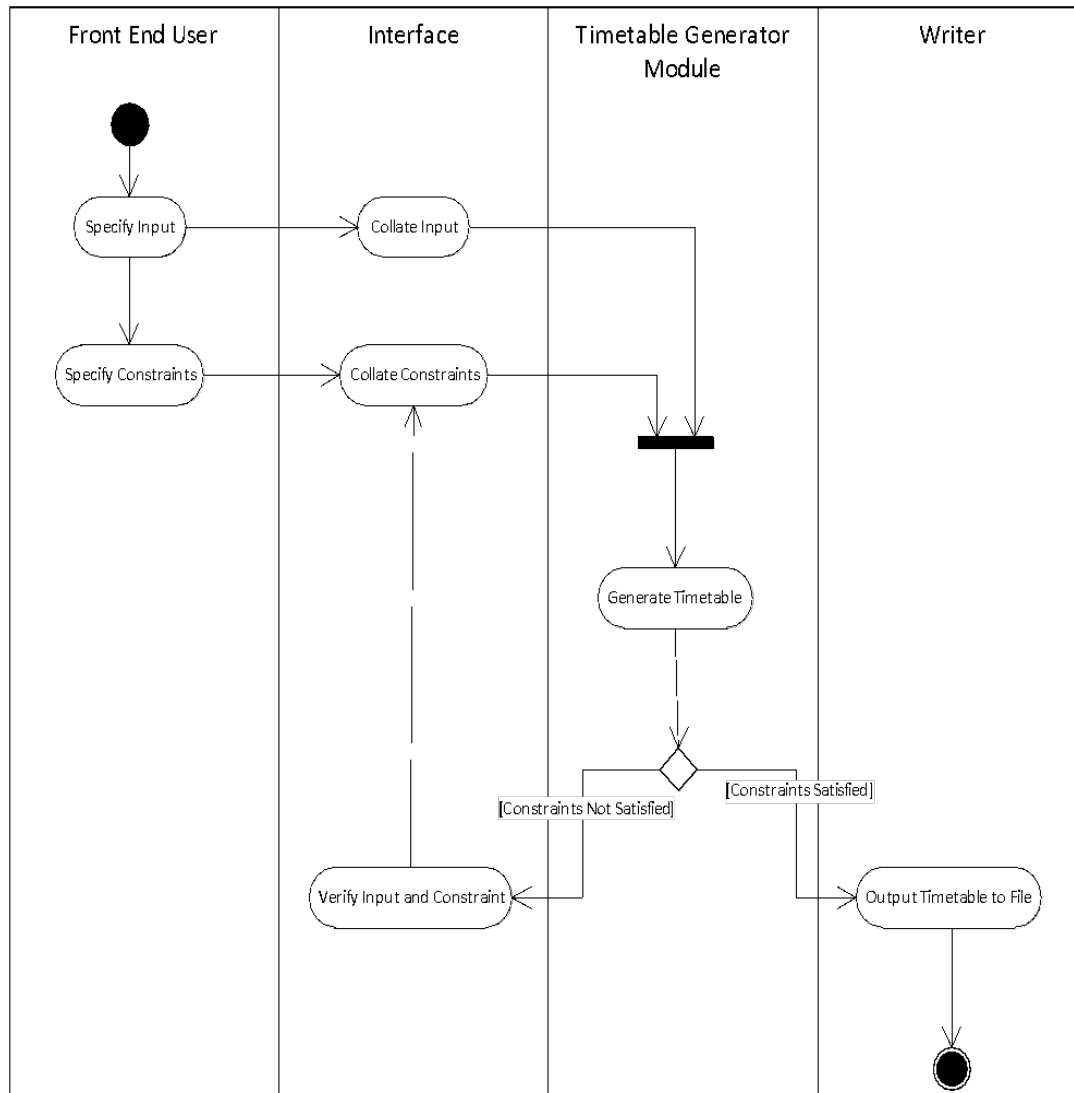 Front End User
Interface
Timetable Generator
Module
Writer
Specify Input
Collate Input
Specify Constraints
Collate Constraints
Generate Timetable
[Constraints Not Satisfied]
[Constraints Satisfied]
Verify Input and Constraint
Output Timetable to File